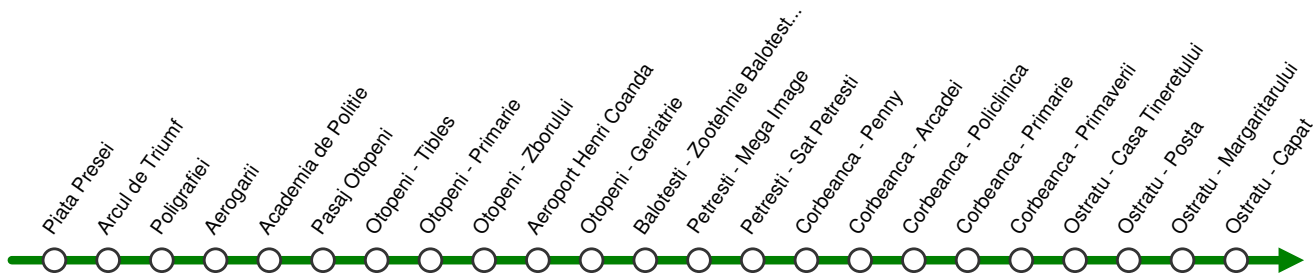 Piata Presei
Arcul de Triumf
Poligrafiei
Aerogarii
Academia de Politie
Pasaj Otopeni
Otopeni - Tibles
Otopeni - Primarie
Otopeni - Zborului
Aeroport Henri Coanda
Otopeni - Geriatrie
Balotesti - Zootehnie Balotest...
Petresti - Mega Image
Petresti - Sat Petresti
Corbeanca - Penny
Corbeanca - Arcadei
Corbeanca - Policlinica
Corbeanca - Primarie
Corbeanca - Primaverii
Ostratu - Casa Tineretului
Ostratu - Posta
Ostratu - Margaritarului
Ostratu - Capat